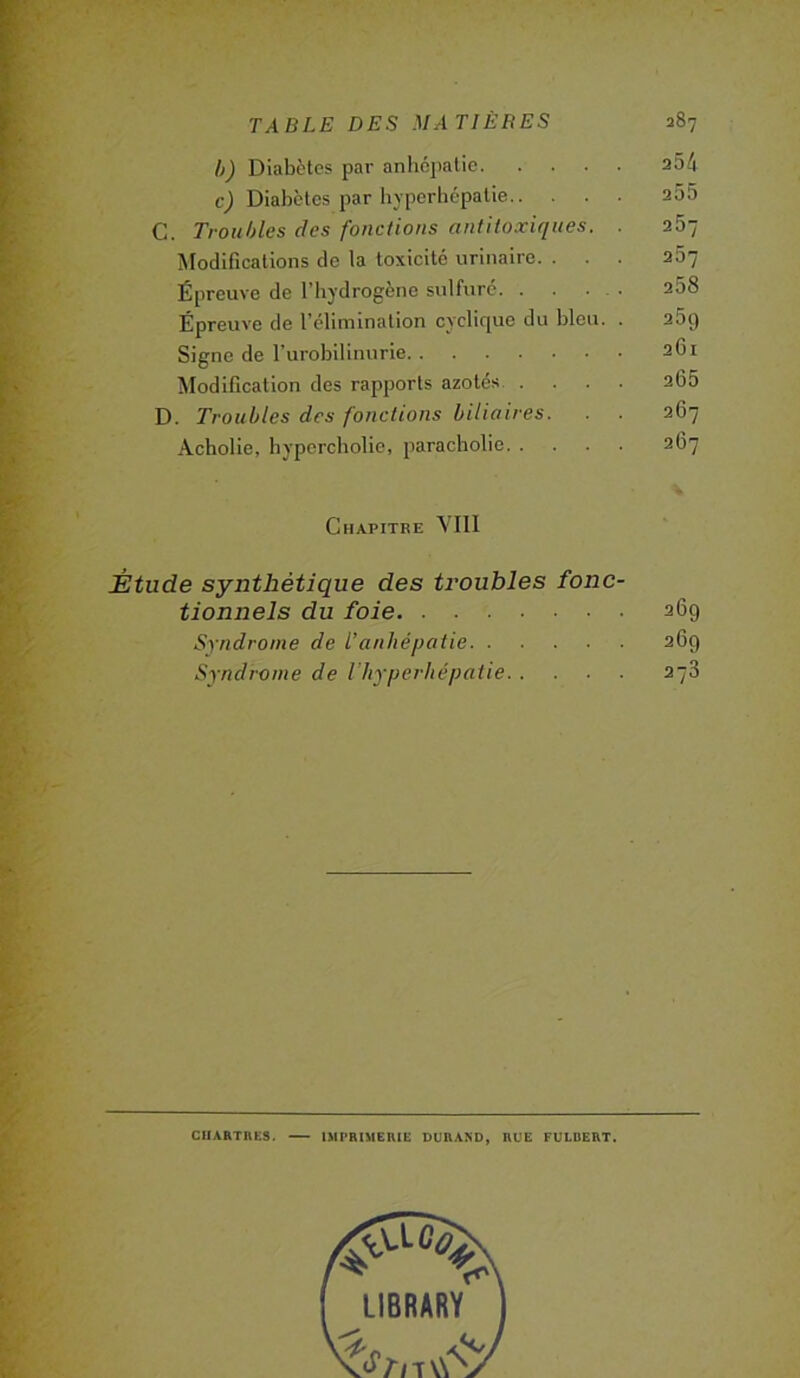 TABLE DES MATIÈRES 287
b) Diabètes par anhépatie. . . . . . 254
c) Diabètes par hyperhépatie.. . . . 255
C. Troubles des fonctions antitoxiques. . 257
Modifications de la toxicité urinaire. . . . 257
Épreuve de l'hydrogène sulfuré. . . . . . 258
Épreuve de l'élimination cyclique du bleu. . 259
Signe de l'urobilinurie. . . . . . . . 261
Modification des rapports azotés. . . . . 265
D. Troubles des fonctions biliaires. . . 267
Acholie, hypercholie, paracholie. . . . . 267
Chapitre VIII
Étude synthétique des troubles fonc-
tionnels du foie. . . . . . . . 269
Syndrome de l'anhépatie. . . . . . 269
Syndrome de l'hyperhépatie. . . . . 273
CHARTRES. — IMPRIMERIE DURAND, RUE FULBERT.
WELLCOME
LIBRARY
INSTITUTE